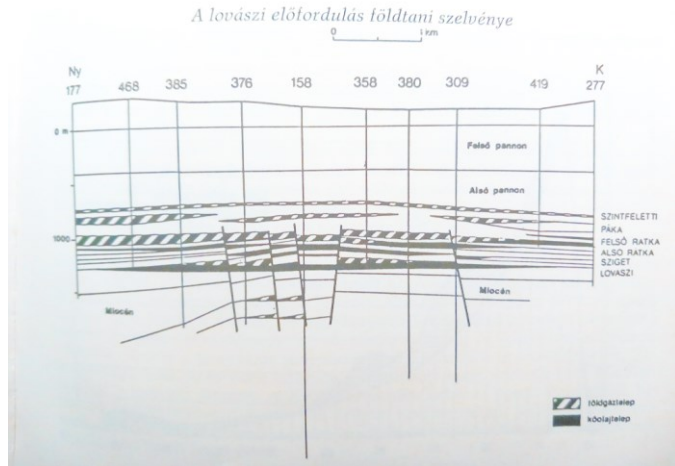 A lovászi előfordulás földtani szelvénye
0 1 km
Ny K
177 468 385 376 158 358 380 309 419 277
0 m
Felső pannon
Alsó pannon
SZINTFELETTI
PÁKA
1000
FELSŐ RATKA
ALSÓ RATKA
SZIGET
LOVÁSZI
Miocén Miocén
földgáztelep
kőolajtelep